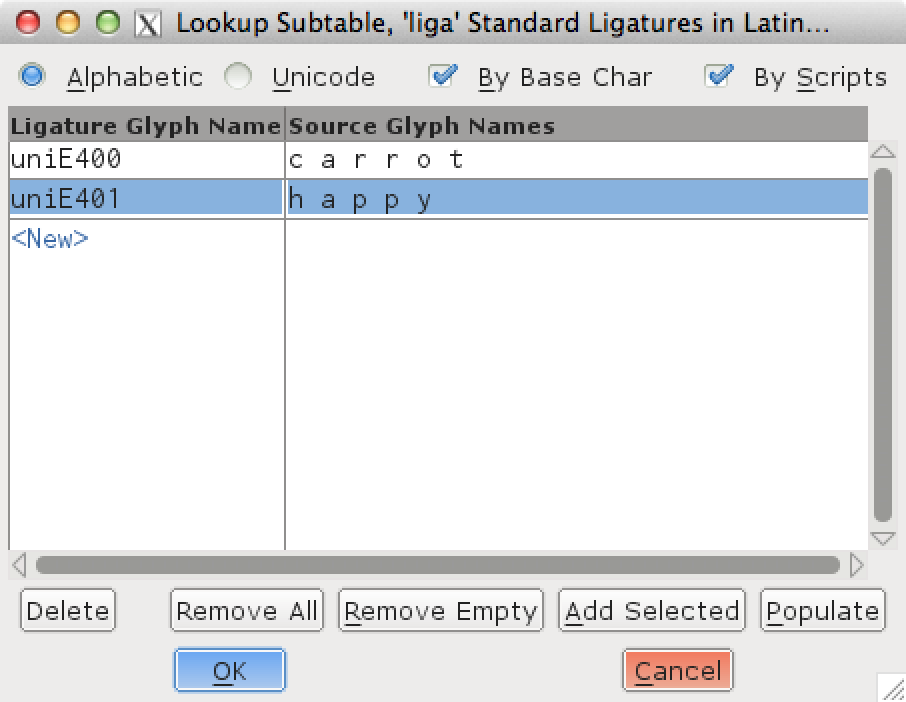 Lookup Subtable, 'liga' Standard Ligatures in Latin...
Alphabetic Unicode By Base Char By Scripts
Ligature Glyph Name Source Glyph Names
uniE400 c a r r o t
uniE401 h a p p y
<New>
Delete Remove All Remove Empty Add Selected Populate
OK Cancel